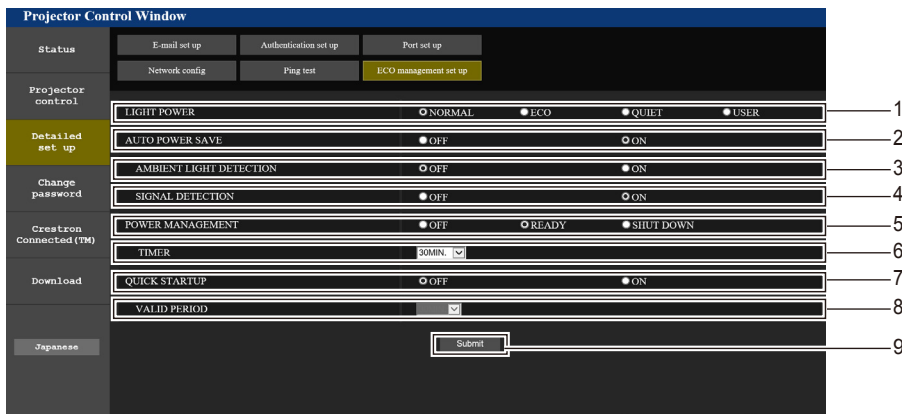 Projector Control Window
Status
E-mail set up
Authentication set up
Port set up
Network config
Ping test
ECO management set up
Projector
control
Detailed
set up
Change
password
Crestron
Connected(TM)
Download
Japanese
LIGHT POWER NORMAL ECO QUIET USER 1
AUTO POWER SAVE OFF ON 2
AMBIENT LIGHT DETECTION OFF ON 3
SIGNAL DETECTION OFF ON 4
POWER MANAGEMENT OFF READY SHUT DOWN 5
TIMER 30MIN. 6
QUICK STARTUP OFF ON 7
VALID PERIOD 8
Submit 9